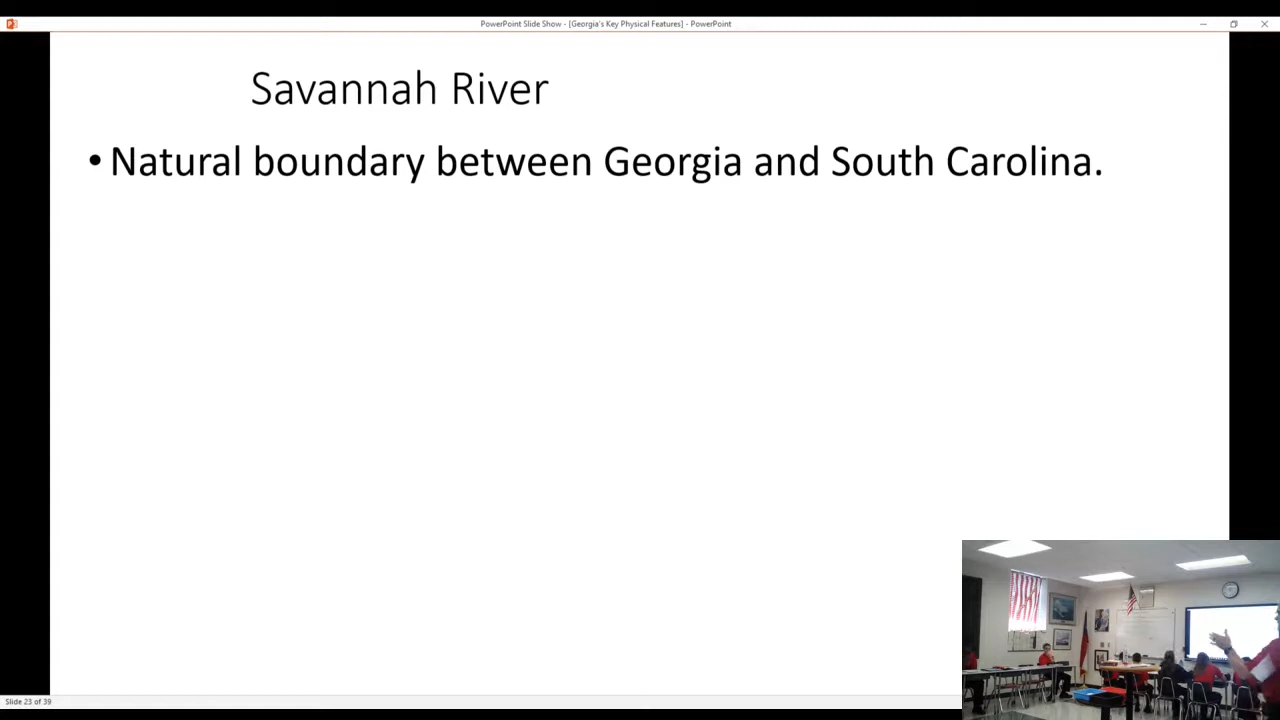 PowerPoint Slide Show - [Georgia's Key Physical Features] - PowerPoint
Savannah River
• Natural boundary between Georgia and South Carolina.
Slide 23 of 39